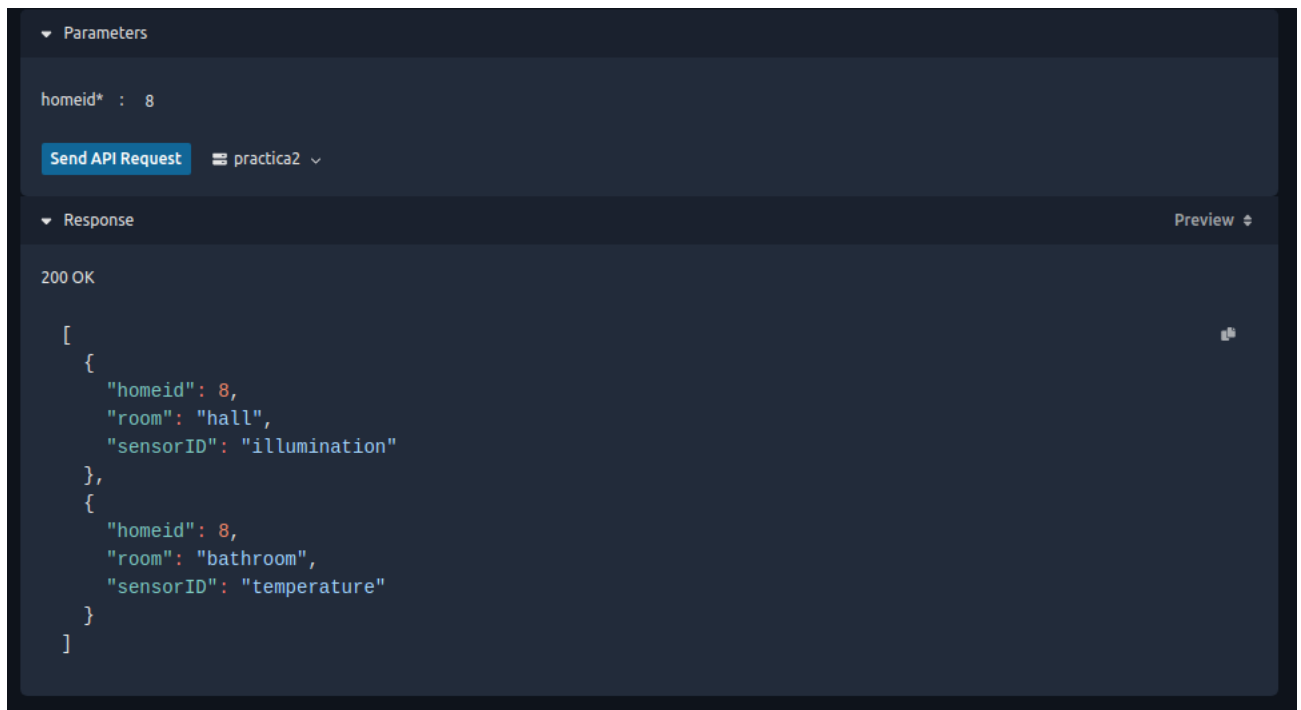 Parameters
homeid* : 8
Send API Request practica2
Response Preview
200 OK
[
{
"homeid": 8,
"room": "hall",
"sensorID": "illumination"
},
{
"homeid": 8,
"room": "bathroom",
"sensorID": "temperature"
}
]